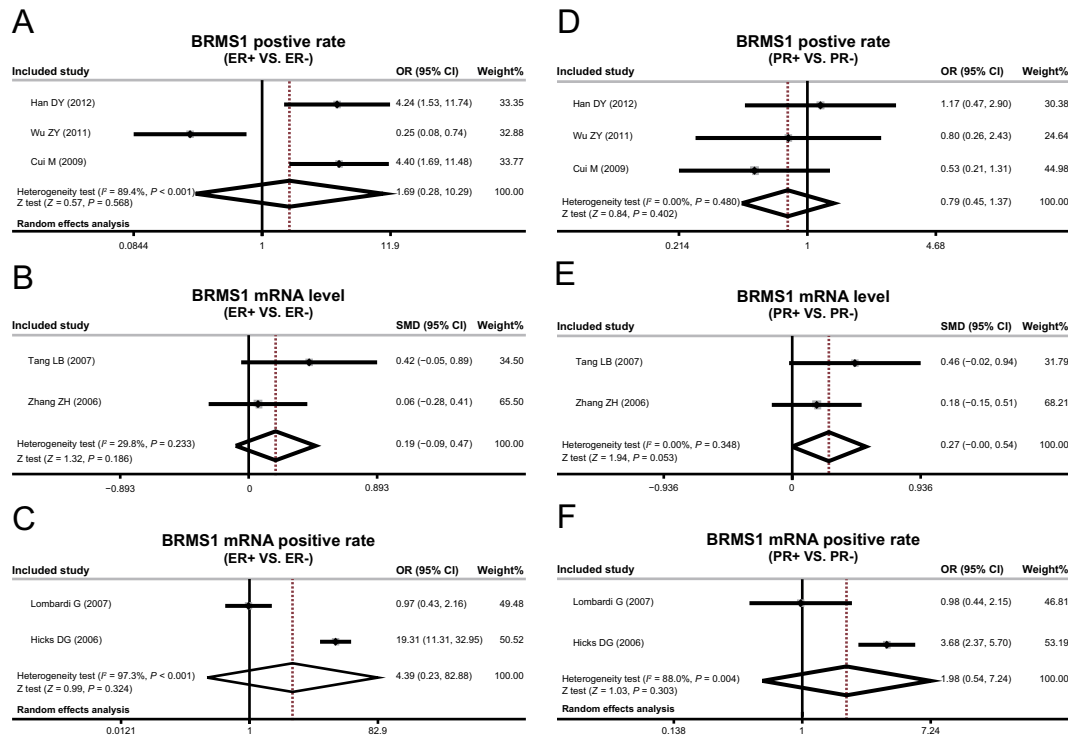 A
BRMS1 postive rate
(ER+ VS. ER-)
Included study OR (95% CI) Weight%
Han DY (2012) 4.24 (1.53, 11.74) 33.35
Wu ZY (2011) 0.25 (0.08, 0.74) 32.88
Cui M (2009) 4.40 (1.69, 11.48) 33.77
Heterogeneity test (I² = 89.4%, P < 0.001) 1.69 (0.28, 10.29) 100.00
Z test (Z = 0.57, P = 0.568)
Random effects analysis
0.0844 1 11.9
B
BRMS1 mRNA level
(ER+ VS. ER-)
Included study SMD (95% CI) Weight%
Tang LB (2007) 0.42 (−0.05, 0.89) 34.50
Zhang ZH (2006) 0.06 (−0.28, 0.41) 65.50
Heterogeneity test (I² = 29.8%, P = 0.233) 0.19 (−0.09, 0.47) 100.00
Z test (Z = 1.32, P = 0.186)
−0.893 0 0.893
C
BRMS1 mRNA positive rate
(ER+ VS. ER-)
Included study OR (95% CI) Weight%
Lombardi G (2007) 0.97 (0.43, 2.16) 49.48
Hicks DG (2006) 19.31 (11.31, 32.95) 50.52
Heterogeneity test (I² = 97.3%, P < 0.001) 4.39 (0.23, 82.88) 100.00
Z test (Z = 0.99, P = 0.324)
Random effects analysis
0.0121 1 82.9
D
BRMS1 postive rate
(PR+ VS. PR-)
Included study OR (95% CI) Weight%
Han DY (2012) 1.17 (0.47, 2.90) 30.38
Wu ZY (2011) 0.80 (0.26, 2.43) 24.64
Cui M (2009) 0.53 (0.21, 1.31) 44.98
Heterogeneity test (I² = 0.00%, P = 0.480) 0.79 (0.45, 1.37) 100.00
Z test (Z = 0.84, P = 0.402)
0.214 1 4.68
E
BRMS1 mRNA level
(PR+ VS. PR-)
Included study SMD (95% CI) Weight%
Tang LB (2007) 0.46 (−0.02, 0.94) 31.79
Zhang ZH (2006) 0.18 (−0.15, 0.51) 68.21
Heterogeneity test (I² = 0.00%, P = 0.348) 0.27 (−0.00, 0.54) 100.00
Z test (Z = 1.94, P = 0.053)
−0.936 0 0.936
F
BRMS1 mRNA positive rate
(PR+ VS. PR-)
Included study OR (95% CI) Weight%
Lombardi G (2007) 0.98 (0.44, 2.15) 46.81
Hicks DG (2006) 3.68 (2.37, 5.70) 53.19
Heterogeneity test (I² = 88.0%, P = 0.004) 1.98 (0.54, 7.24) 100.00
Z test (Z = 1.03, P = 0.303)
Random effects analysis
0.138 1 7.24